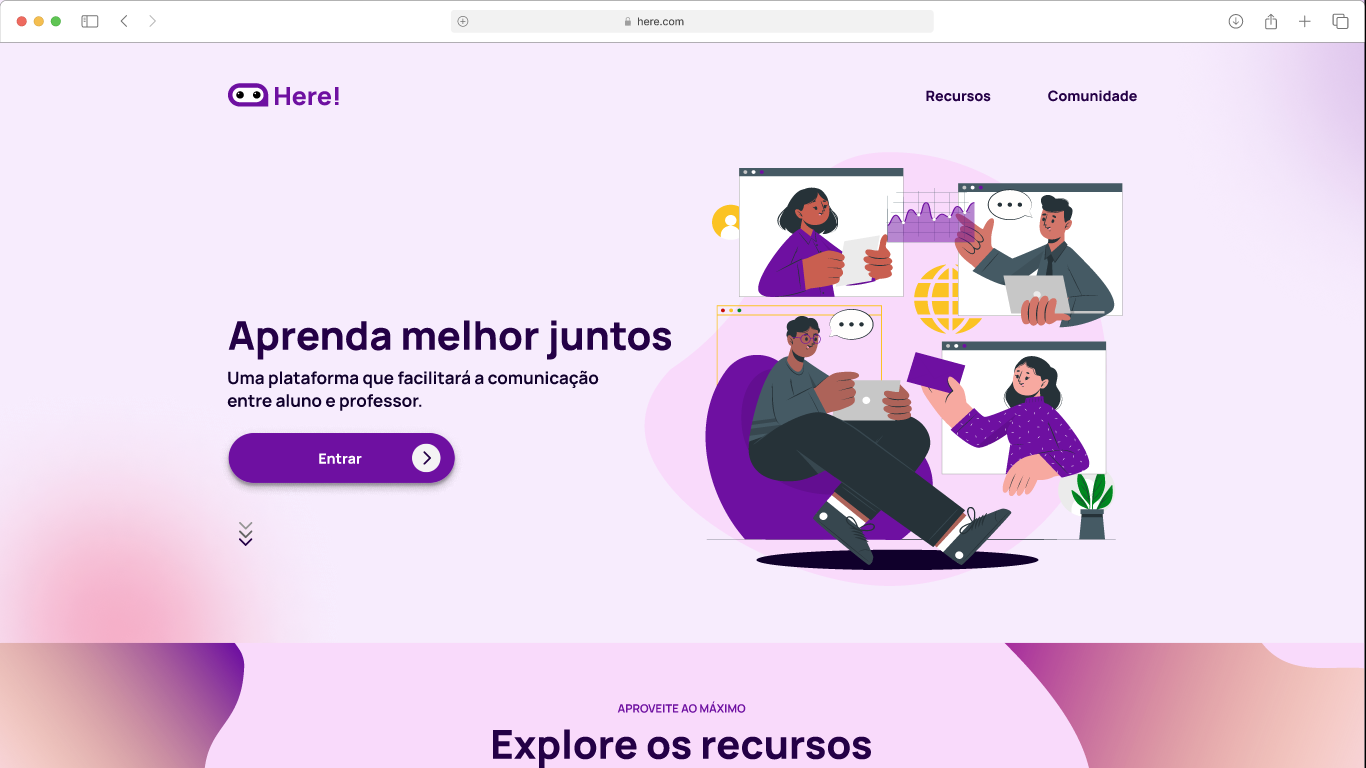 here.com
Here!
Recursos
Comunidade
Aprenda melhor juntos
Uma plataforma que facilitará a comunicação
entre aluno e professor.
Entrar
APROVEITE AO MÁXIMO
Explore os recursos